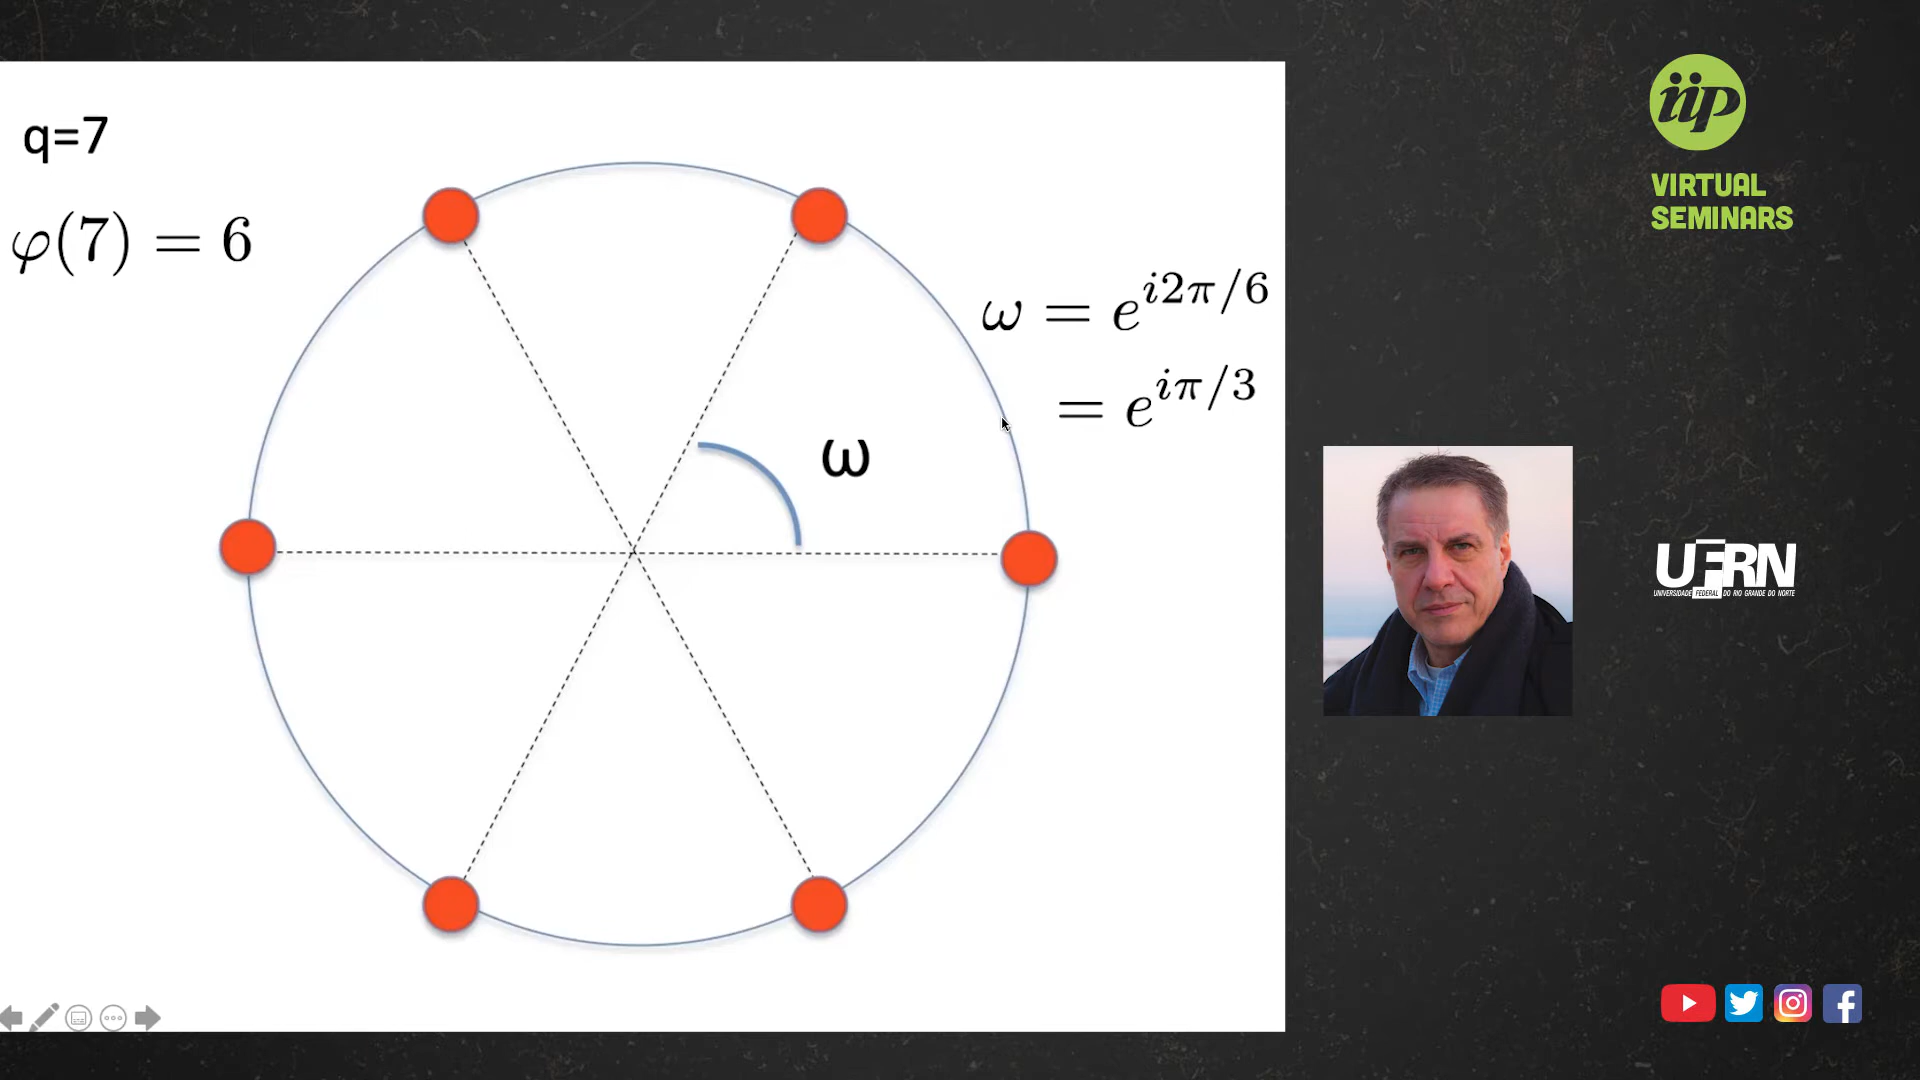 q=7
φ(7) = 6
ω = e^{i2π/6}
= e^{iπ/3}
ω
iip
VIRTUAL
SEMINARS
UFRN
UNIVERSIDADE FEDERAL DO RIO GRANDE DO NORTE